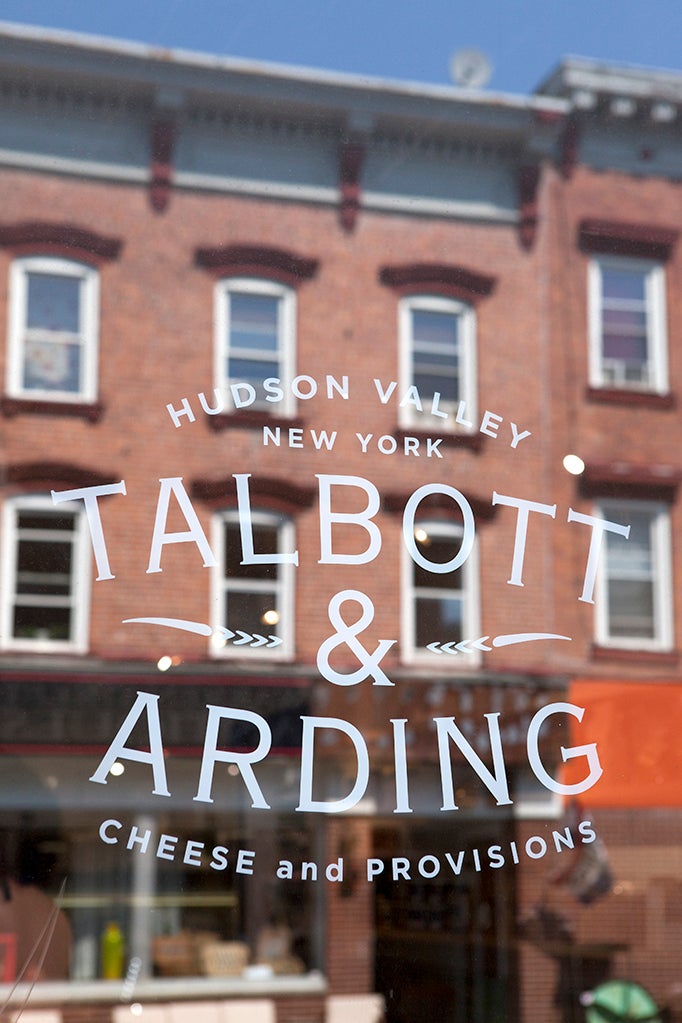 HUDSON VALLEY
NEW YORK
TALBOTT
&
ARDING
CHEESE and PROVISIONS